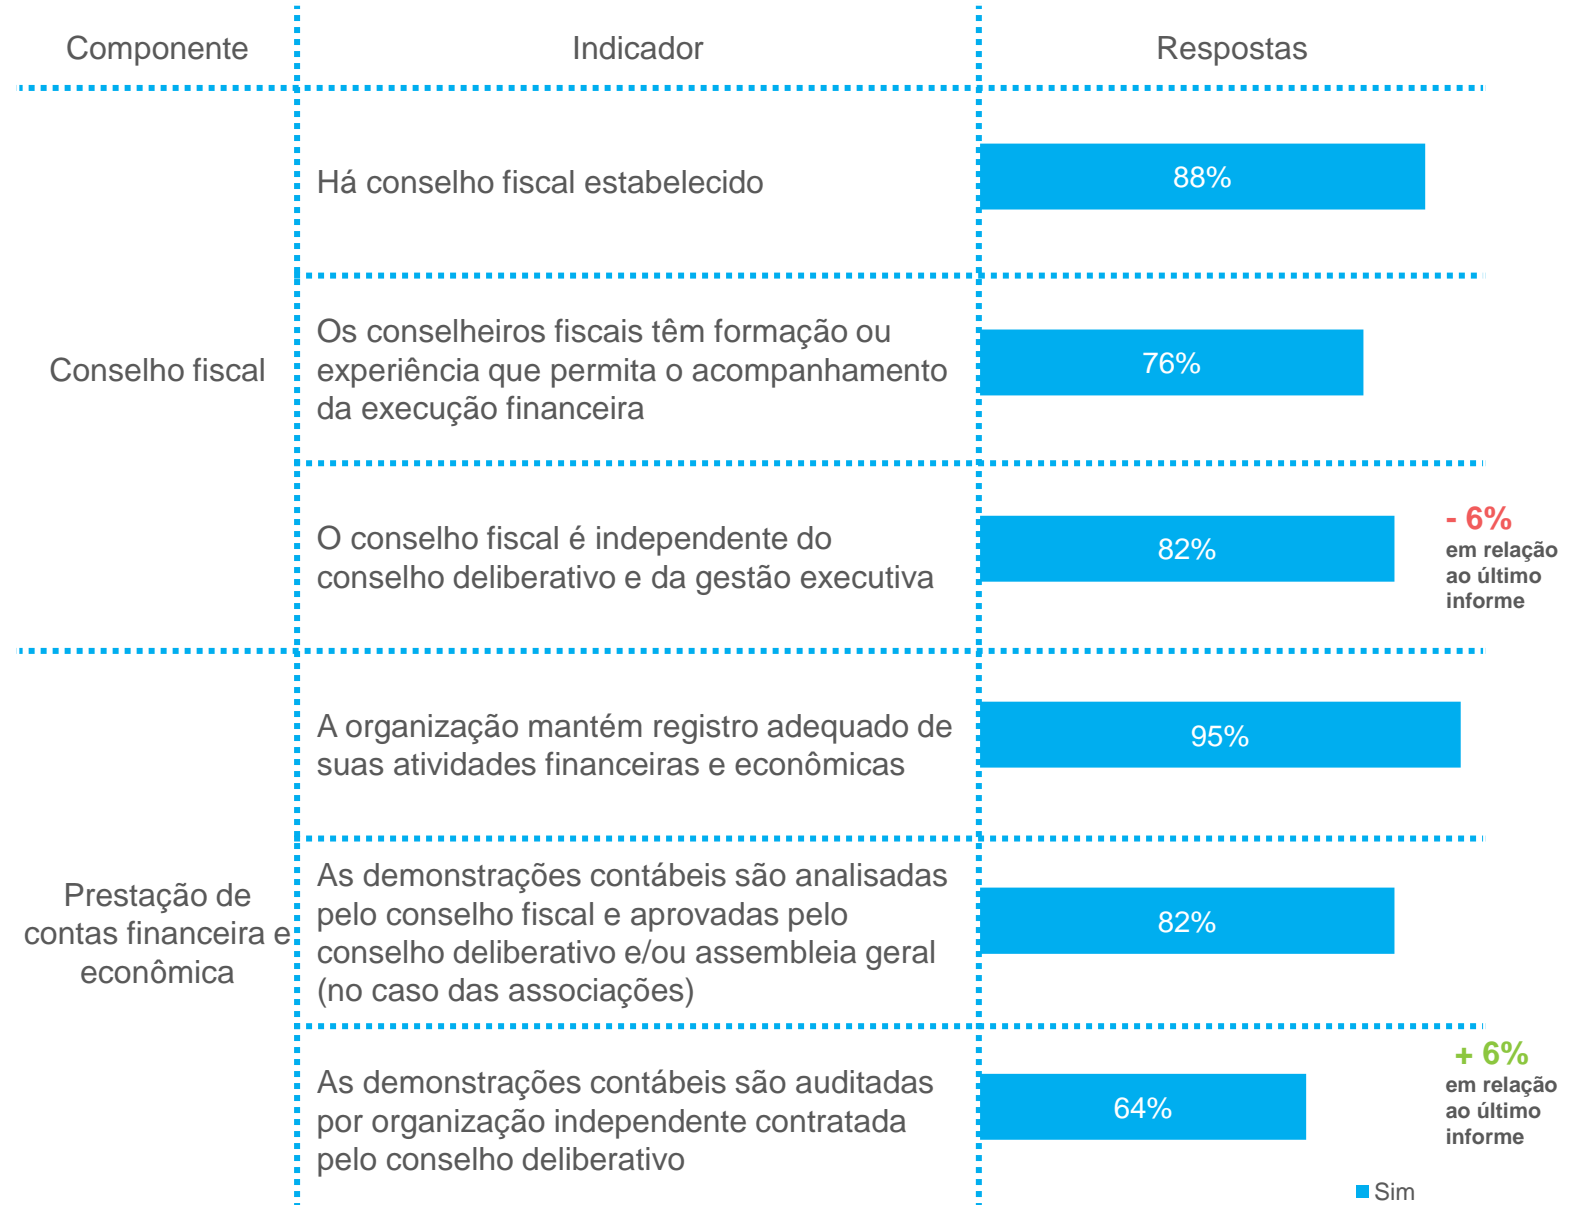 Componente
Indicador
Respostas
Conselho fiscal
Há conselho fiscal estabelecido
88%
Os conselheiros fiscais têm formação ou
experiência que permita o acompanhamento
da execução financeira
76%
O conselho fiscal é independente do
conselho deliberativo e da gestão executiva
82%
- 6%
em relação
ao último
informe
Prestação de
contas financeira e
econômica
A organização mantém registro adequado de
suas atividades financeiras e econômicas
95%
As demonstrações contábeis são analisadas
pelo conselho fiscal e aprovadas pelo
conselho deliberativo e/ou assembleia geral
(no caso das associações)
82%
As demonstrações contábeis são auditadas
por organização independente contratada
pelo conselho deliberativo
64%
+ 6%
em relação
ao último
informe
Sim